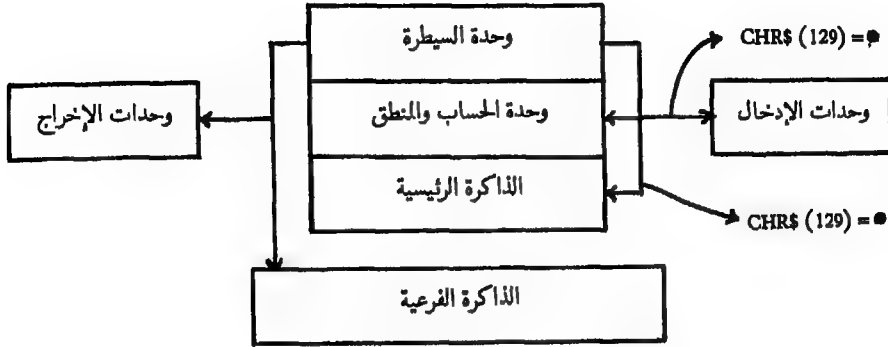 وحدة السيطرة
CHR$ (129) = ●
وحدات الإدخال
وحدة الحساب والمنطق
وحدات الإخراج
الذاكرة الرئيسية
CHR$ (129) = ●
الذاكرة الفرعية